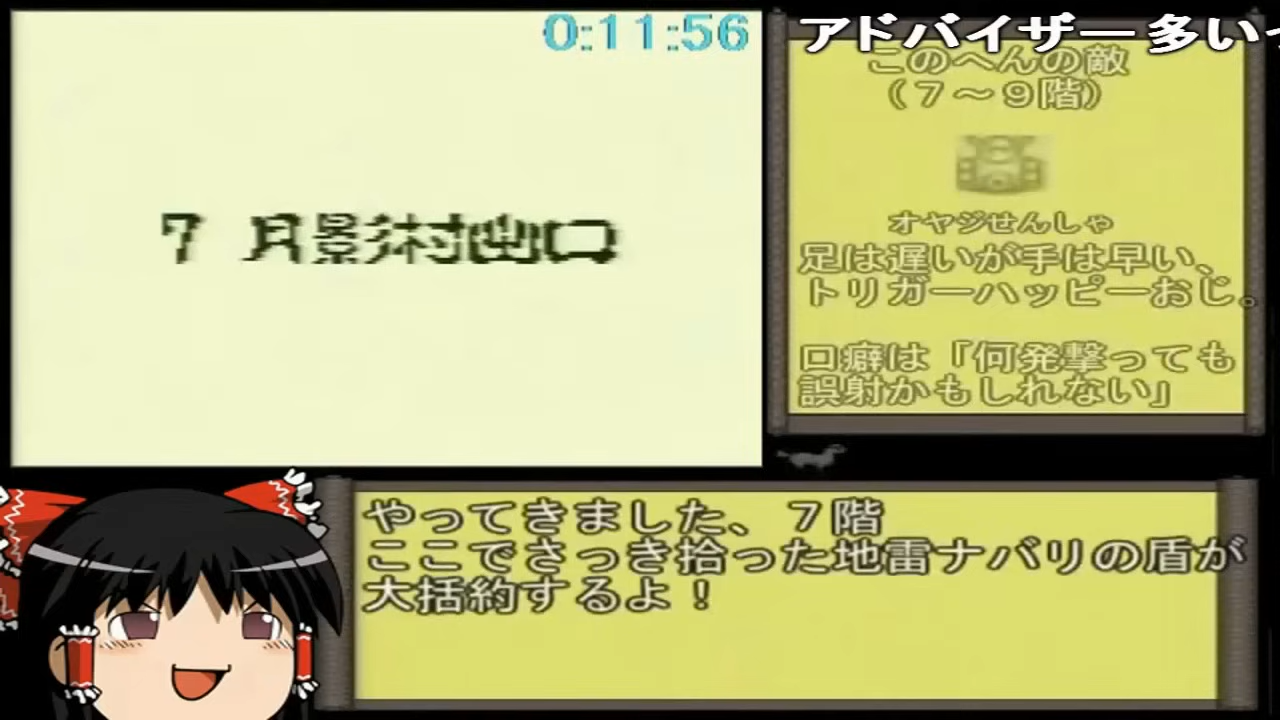 0:11:56
アドバイザー多い
このへんの敵
（７～９階）
7 月影村出口
オヤジせんしゃ
足は遅いが手は早い、
トリガーハッピーおじ。
口癖は「何発撃っても
誤射かもしれない」
やってきました、７階
ここでさっき拾った地雷ナバリの盾が
大括約するよ！